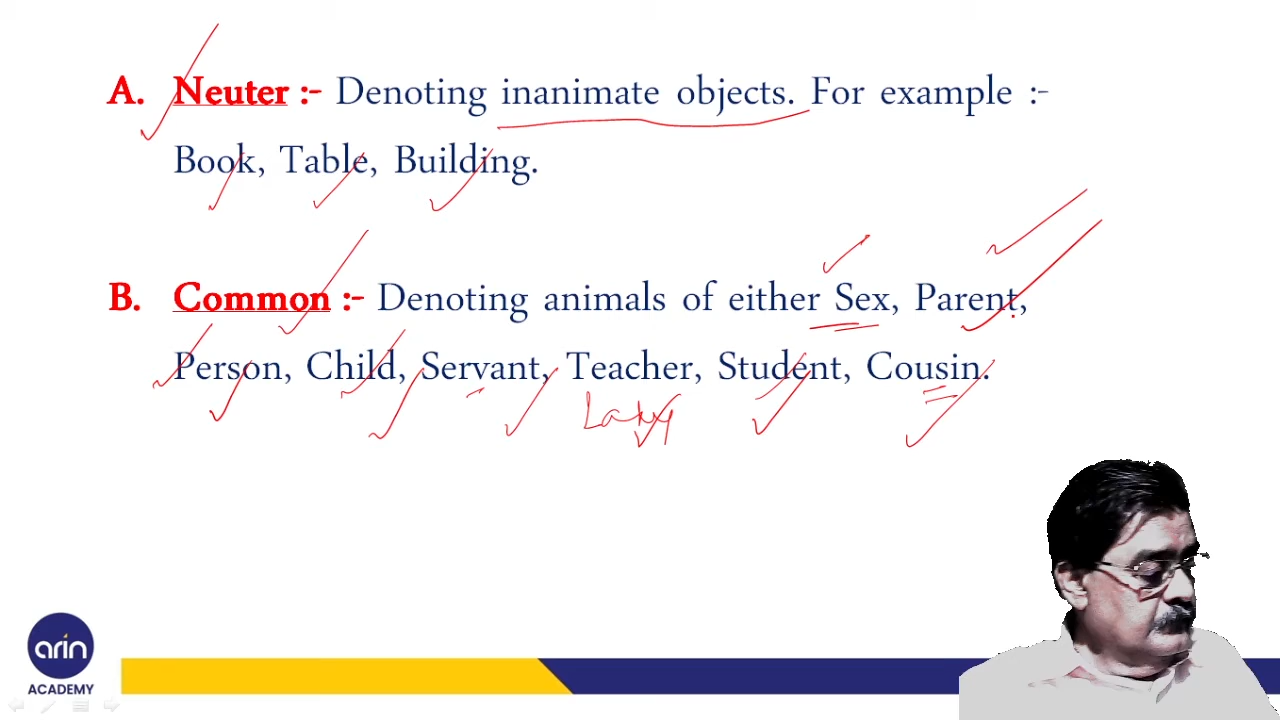 A. Neuter :- Denoting inanimate objects. For example :-
Book, Table, Building.
B. Common :- Denoting animals of either Sex, Parent,
Person, Child, Servant, Teacher, Student, Cousin.
arin
ACADEMY